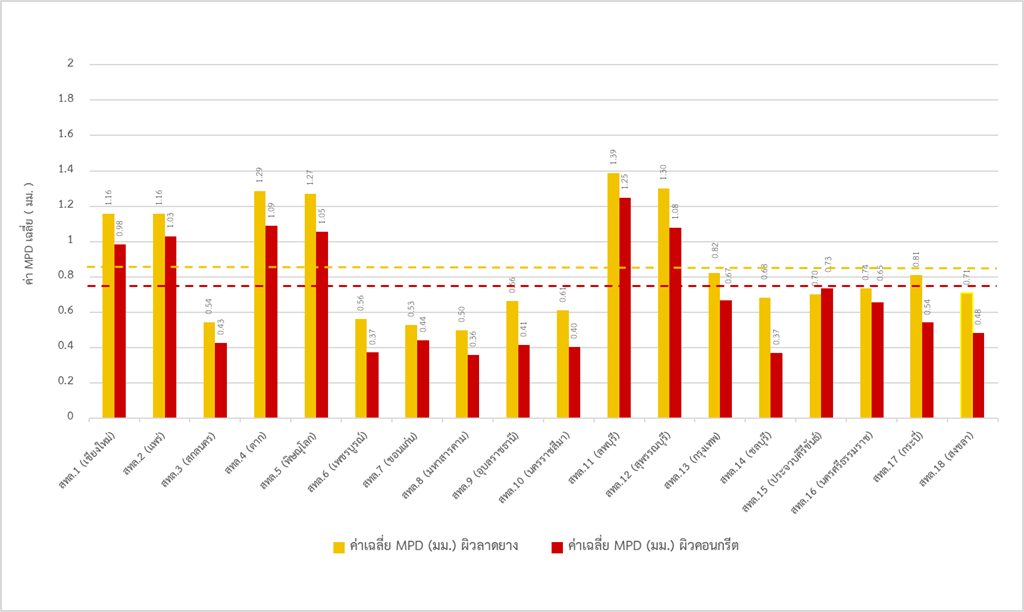 2
1.8
1.6
1.4
1.2
1
0.8
0.6
0.4
0.2
0
ค่า MPD เฉลี่ย ( มม. )
1.16 0.98
1.16 1.03
0.54 0.43
1.29 1.09
1.27 1.05
0.56 0.37
0.53 0.44
0.50 0.36
0.66 0.41
0.61 0.40
1.39 1.25
1.30 1.08
0.82 0.67
0.68 0.37
0.70 0.73
0.74 0.65
0.81 0.54
0.71 0.48
สทล.1 (เชียงใหม่)
สทล.2 (แพร่)
สทล.3 (สกลนคร)
สทล.4 (ตาก)
สทล.5 (พิษณุโลก)
สทล.6 (เพชรบูรณ์)
สทล.7 (ขอนแก่น)
สทล.8 (มหาสารคาม)
สทล.9 (อุบลราชธานี)
สทล.10 (นครราชสีมา)
สทล.11 (ลพบุรี)
สทล.12 (สุพรรณบุรี)
สทล.13 (กรุงเทพ)
สทล.14 (ชลบุรี)
สทล.15 (ประจวบคีรีขันธ์)
สทล.16 (นครศรีธรรมราช)
สทล.17 (กระบี่)
สทล.18 (สงขลา)
ค่าเฉลี่ย MPD (มม.) ผิวลาดยาง
ค่าเฉลี่ย MPD (มม.) ผิวคอนกรีต